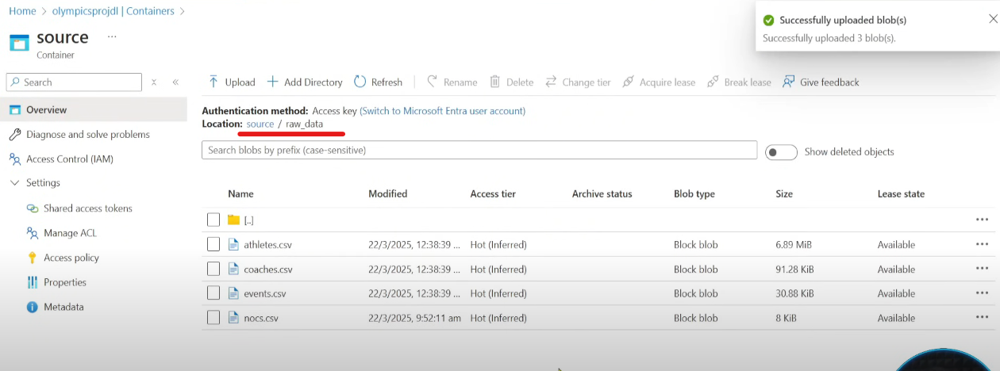 Home > olympicsprojdl | Containers >
source ...
Container
Successfully uploaded blob(s)
Successfully uploaded 3 blob(s).
Search
Overview
Diagnose and solve problems
Access Control (IAM)
Settings
Shared access tokens
Manage ACL
Access policy
Properties
Metadata
Upload Add Directory Refresh Rename Delete Change tier Acquire lease Break lease Give feedback
Authentication method: Access key (Switch to Microsoft Entra user account)
Location: source / raw_data
Search blobs by prefix (case-sensitive)
Show deleted objects
Name Modified Access tier Archive status Blob type Size Lease state
[..]
athletes.csv 22/3/2025, 12:38:39 ... Hot (Inferred) Block blob 6.89 MiB Available
coaches.csv 22/3/2025, 12:38:39 ... Hot (Inferred) Block blob 91.28 KiB Available
events.csv 22/3/2025, 12:38:39 ... Hot (Inferred) Block blob 30.88 KiB Available
nocs.csv 22/3/2025, 9:52:11 am Hot (Inferred) Block blob 8 KiB Available